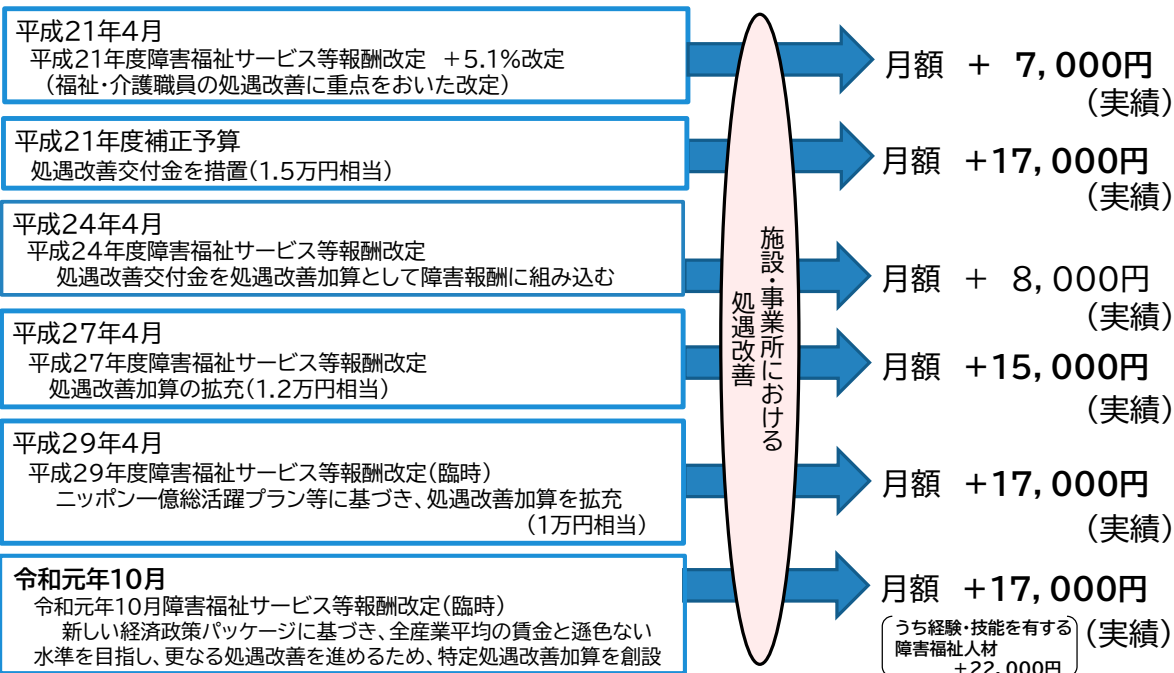 平成21年4月
平成21年度障害福祉サービス等報酬改定 +5.1%改定
(福祉・介護職員の処遇改善に重点をおいた改定)
月額 + 7,000円
(実績)
平成21年度補正予算
処遇改善交付金を措置(1.5万円相当)
月額 +17,000円
(実績)
平成24年4月
平成24年度障害福祉サービス等報酬改定
処遇改善交付金を処遇改善加算として障害報酬に組み込む
月額 + 8,000円
(実績)
平成27年4月
平成27年度障害福祉サービス等報酬改定
処遇改善加算の拡充(1.2万円相当)
月額 +15,000円
(実績)
平成29年4月
平成29年度障害福祉サービス等報酬改定(臨時)
ニッポン一億総活躍プラン等に基づき、処遇改善加算を拡充
(1万円相当)
月額 +17,000円
(実績)
令和元年10月
令和元年10月障害福祉サービス等報酬改定(臨時)
新しい経済政策パッケージに基づき、全産業平均の賃金と遜色ない
水準を目指し、更なる処遇改善を進めるため、特定処遇改善加算を創設
月額 +17,000円
(実績)
うち経験・技能を有する
障害福祉人材
+22,000円
施設・事業所における
処遇改善